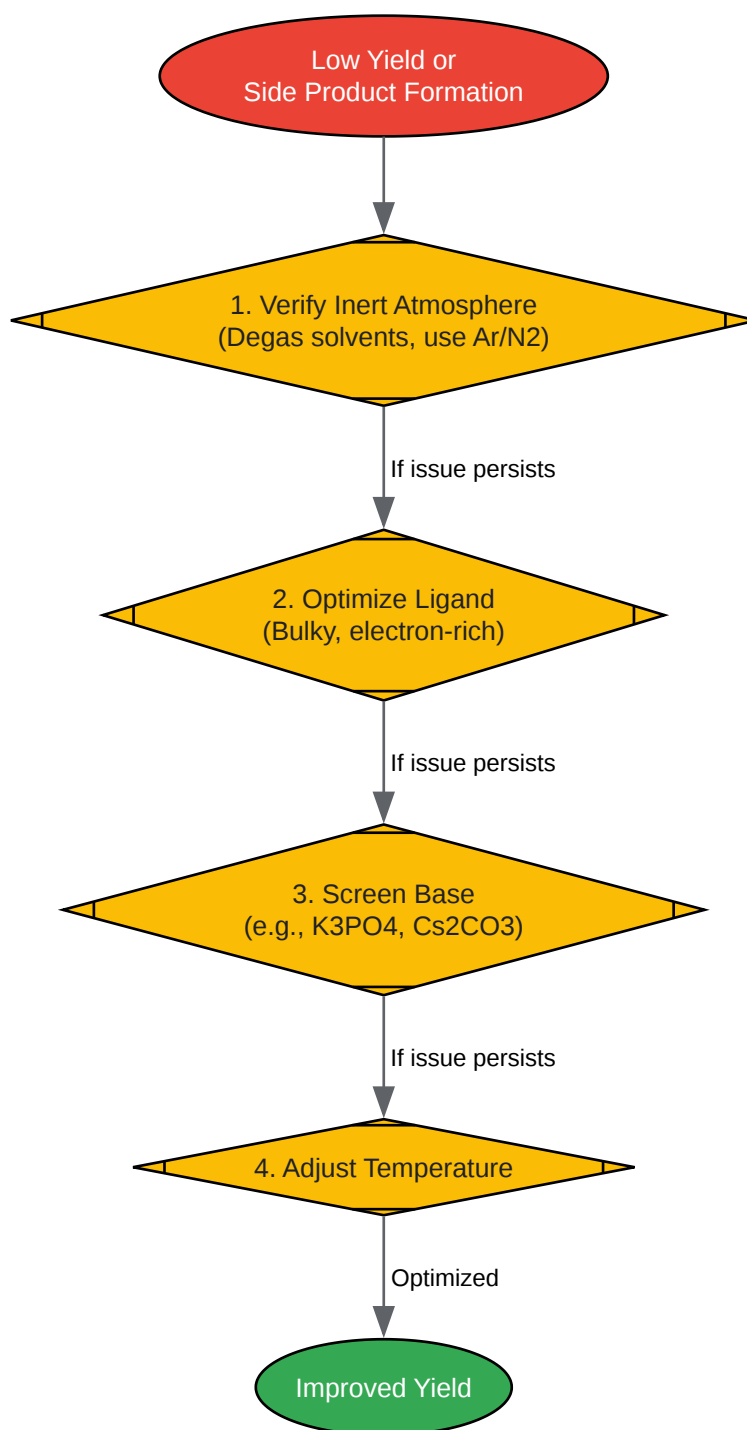 Low Yield or
Side Product Formation
1. Verify Inert Atmosphere
(Degas solvents, use Ar/N2)
If issue persists
2. Optimize Ligand
(Bulky, electron-rich)
If issue persists
3. Screen Base
(e.g., K3PO4, Cs2CO3)
If issue persists
4. Adjust Temperature
Optimized
Improved Yield